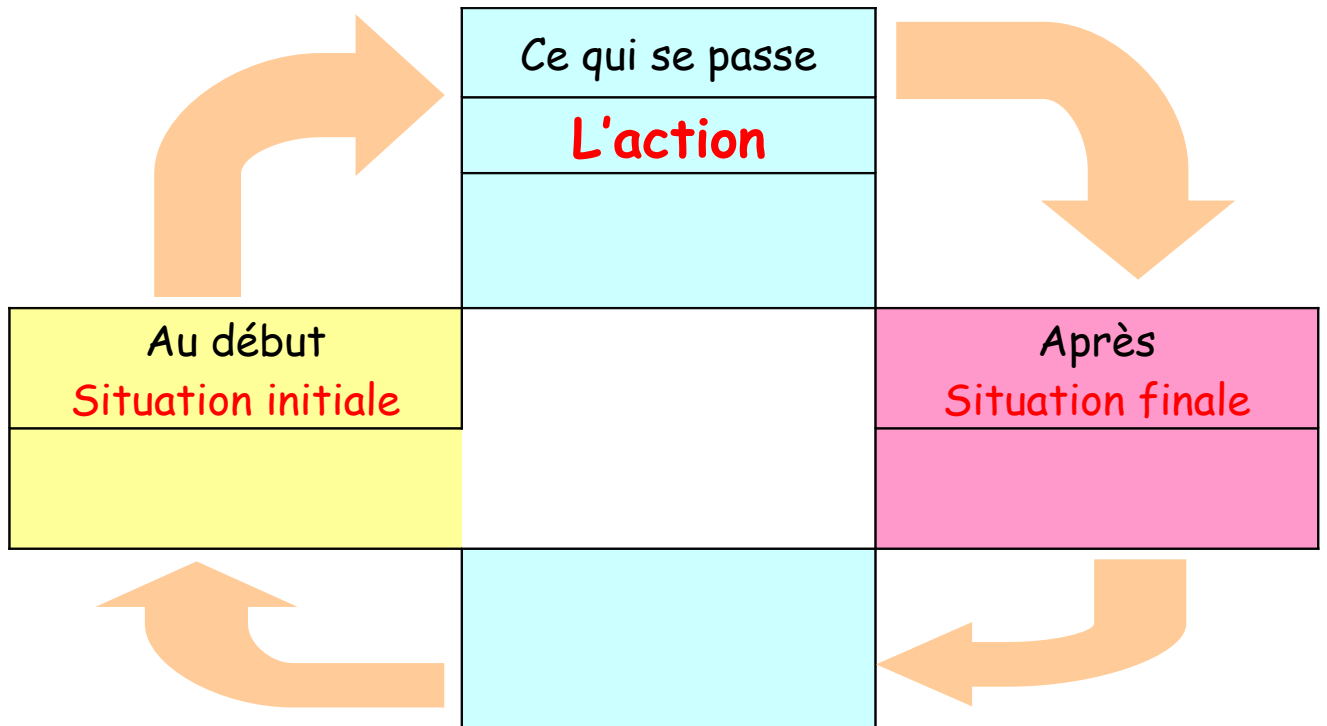 Ce qui se passe
L'action
Au début
Situation initiale
Après
Situation finale